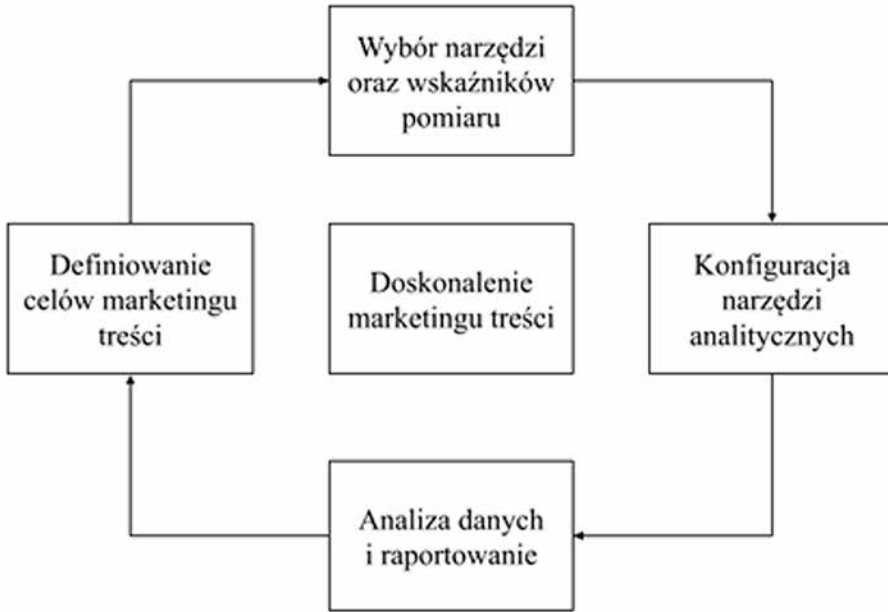 Wybór narzędzi
oraz wskaźników
pomiaru
Definiowanie
celów marketingu
treści
Doskonalenie
marketingu treści
Konfiguracja
narzędzi
analitycznych
Analiza danych
i raportowanie